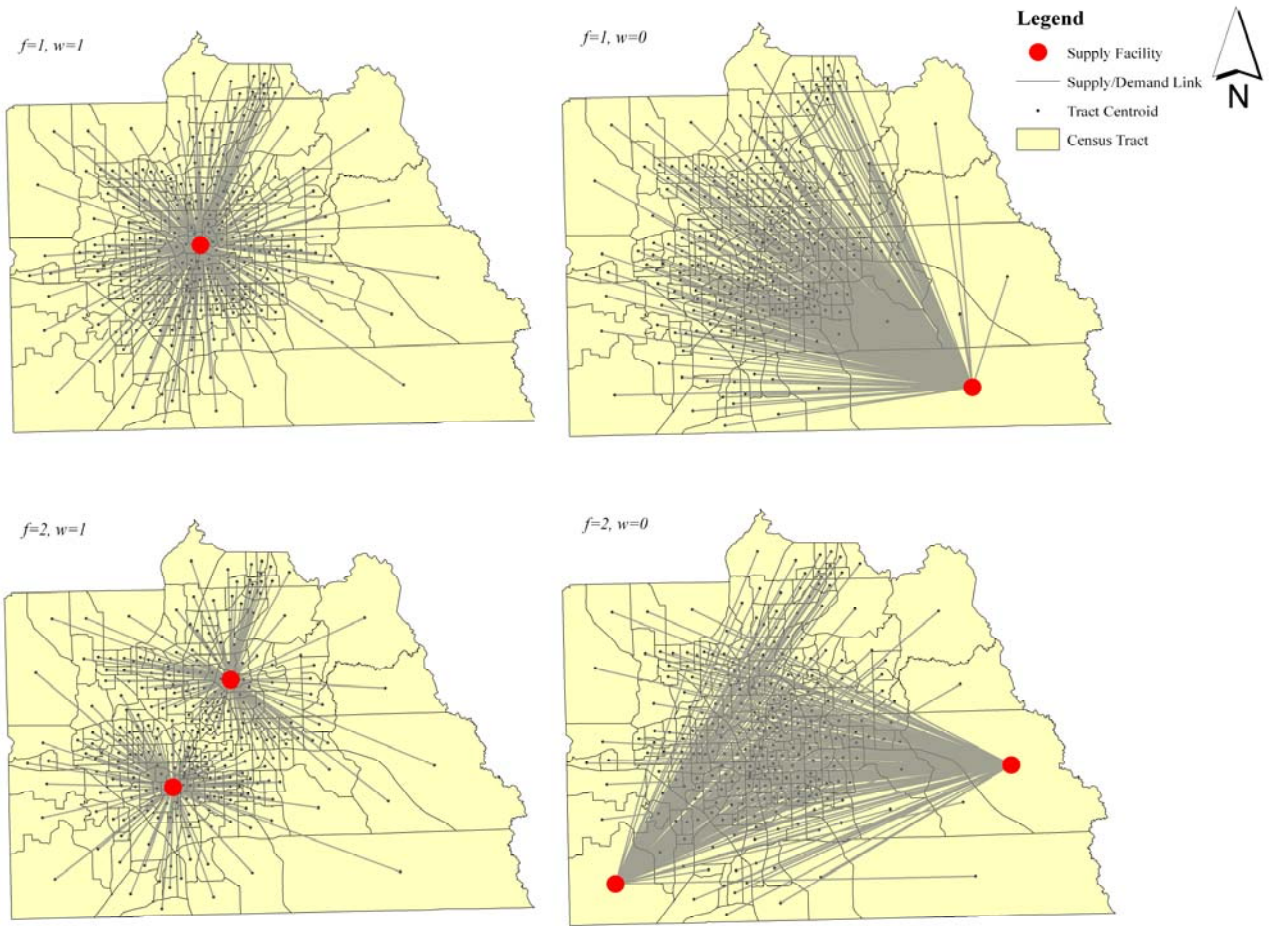 f=1, w=1
f=1, w=0
Legend
Supply Facility
Supply/Demand Link
Tract Centroid
Census Tract
N
f=2, w=1
f=2, w=0